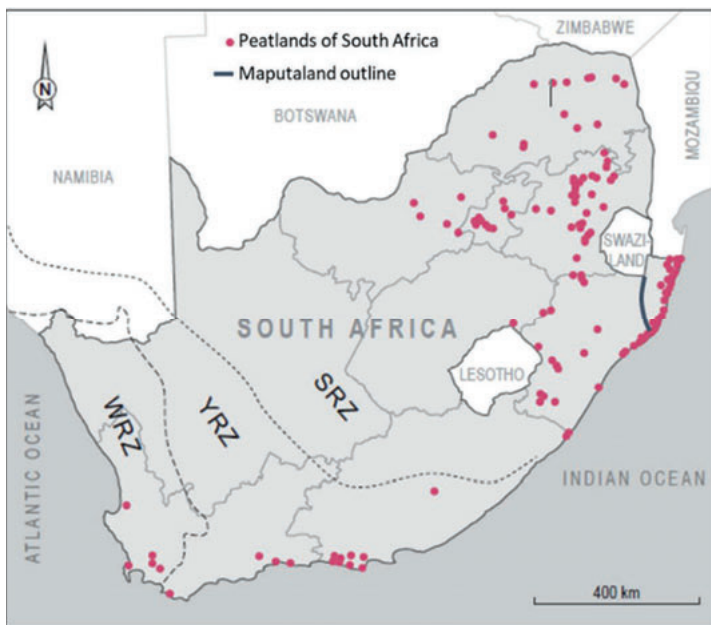 ZIMBABWE
Peatlands of South Africa
Maputaland outline
N
BOTSWANA
MOZAMBIQU
NAMIBIA
SWAZI-
LAND
SOUTH AFRICA
LESOTHO
SRZ
YRZ
WRZ
ATLANTIC OCEAN
INDIAN OCEAN
400 km